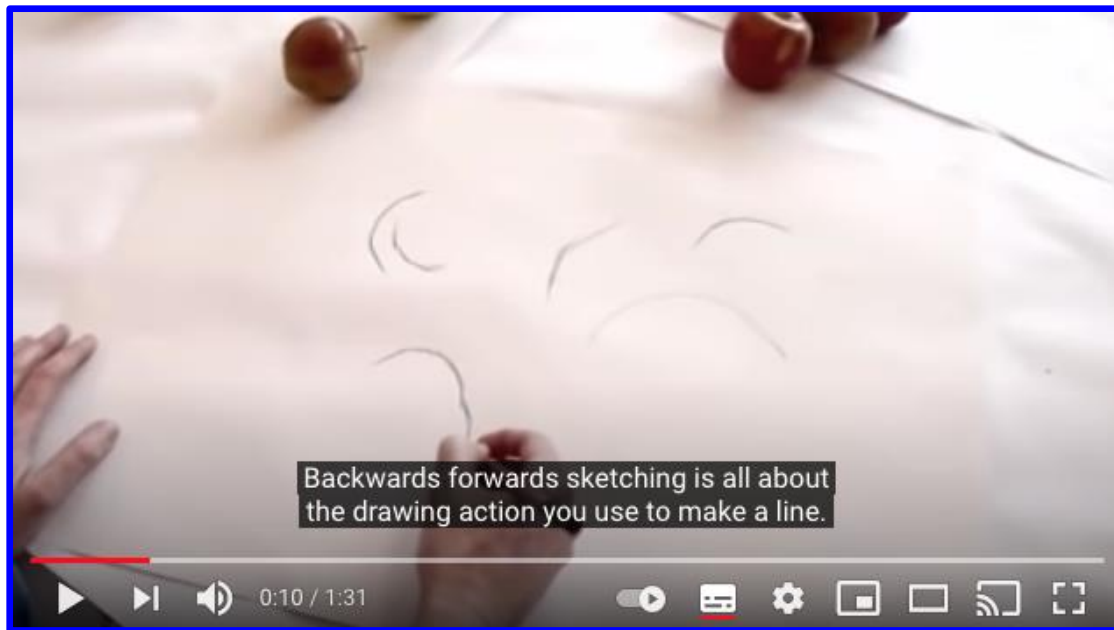 Backwards forwards sketching is all about
the drawing action you use to make a line.
0:10 / 1:31